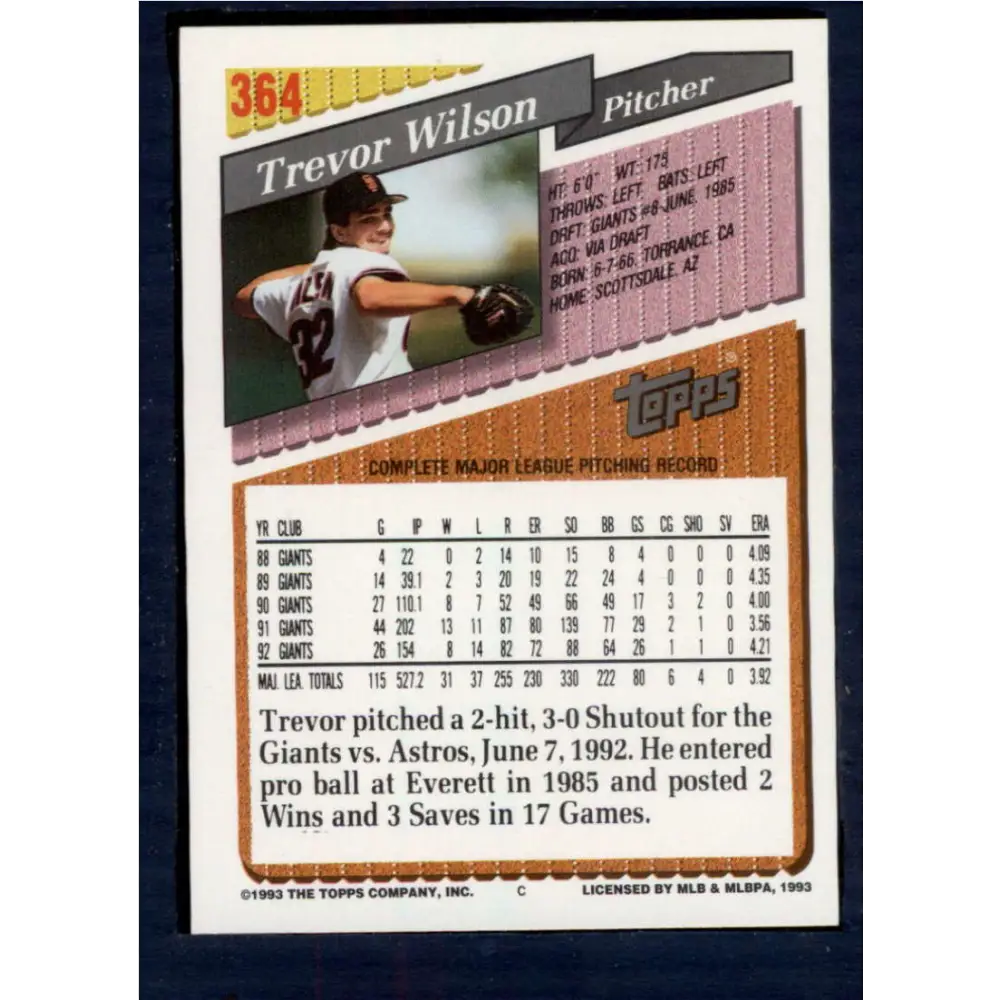 364
Trevor Wilson
Pitcher
HT: 6'0" WT: 175
THROWS: LEFT BATS: LEFT
DRFT: GIANTS #8-JUNE, 1985
ACQ: VIA DRAFT
BORN: 6-7-66, TORRANCE, CA
HOME: SCOTTSDALE, AZ
32
topps®
COMPLETE MAJOR LEAGUE PITCHING RECORD
YR CLUB G IP W L R ER SO BB GS CG SHO SV ERA
88 GIANTS 4 22 0 2 14 10 15 8 4 0 0 0 4.09
89 GIANTS 14 39.1 2 3 20 19 22 24 4 0 0 0 4.35
90 GIANTS 27 110.1 8 7 52 49 66 49 17 3 2 0 4.00
91 GIANTS 44 202 13 11 87 80 139 77 29 2 1 0 3.56
92 GIANTS 26 154 8 14 82 72 88 64 26 1 1 0 4.21
MAJ. LEA. TOTALS 115 527.2 31 37 255 230 330 222 80 6 4 0 3.92
Trevor pitched a 2-hit, 3-0 Shutout for the
Giants vs. Astros, June 7, 1992. He entered
pro ball at Everett in 1985 and posted 2
Wins and 3 Saves in 17 Games.
©1993 THE TOPPS COMPANY, INC. C LICENSED BY MLB & MLBPA, 1993